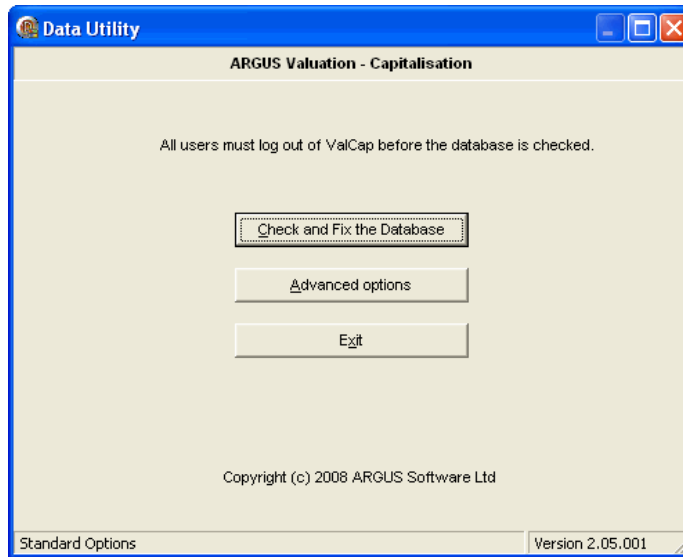 Data Utility
ARGUS Valuation - Capitalisation
All users must log out of ValCap before the database is checked.
Check and Fix the Database
Advanced options
Exit
Copyright (c) 2008 ARGUS Software Ltd
Standard Options
Version 2.05.001